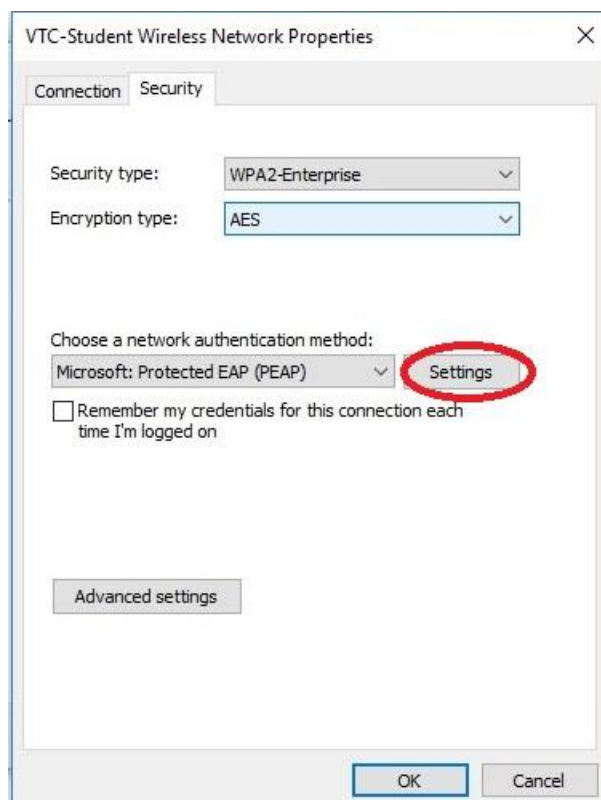 VTC-Student Wireless Network Properties
Connection Security
Security type: WPA2-Enterprise
Encryption type: AES
Choose a network authentication method:
Microsoft: Protected EAP (PEAP) Settings
Remember my credentials for this connection each
time I'm logged on
Advanced settings
OK Cancel